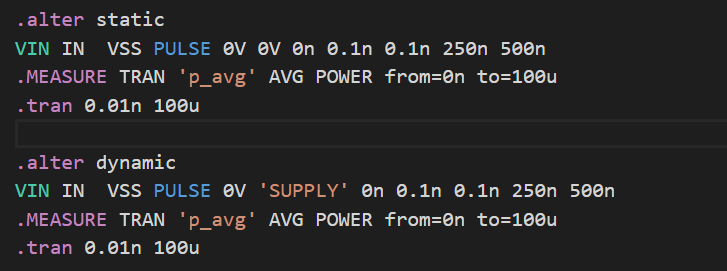 .alter static
VIN IN  VSS PULSE 0V 0V 0n 0.1n 0.1n 250n 500n
.MEASURE TRAN 'p_avg' AVG POWER from=0n to=100u
.tran 0.01n 100u
.alter dynamic
VIN IN  VSS PULSE 0V 'SUPPLY' 0n 0.1n 0.1n 250n 500n
.MEASURE TRAN 'p_avg' AVG POWER from=0n to=100u
.tran 0.01n 100u